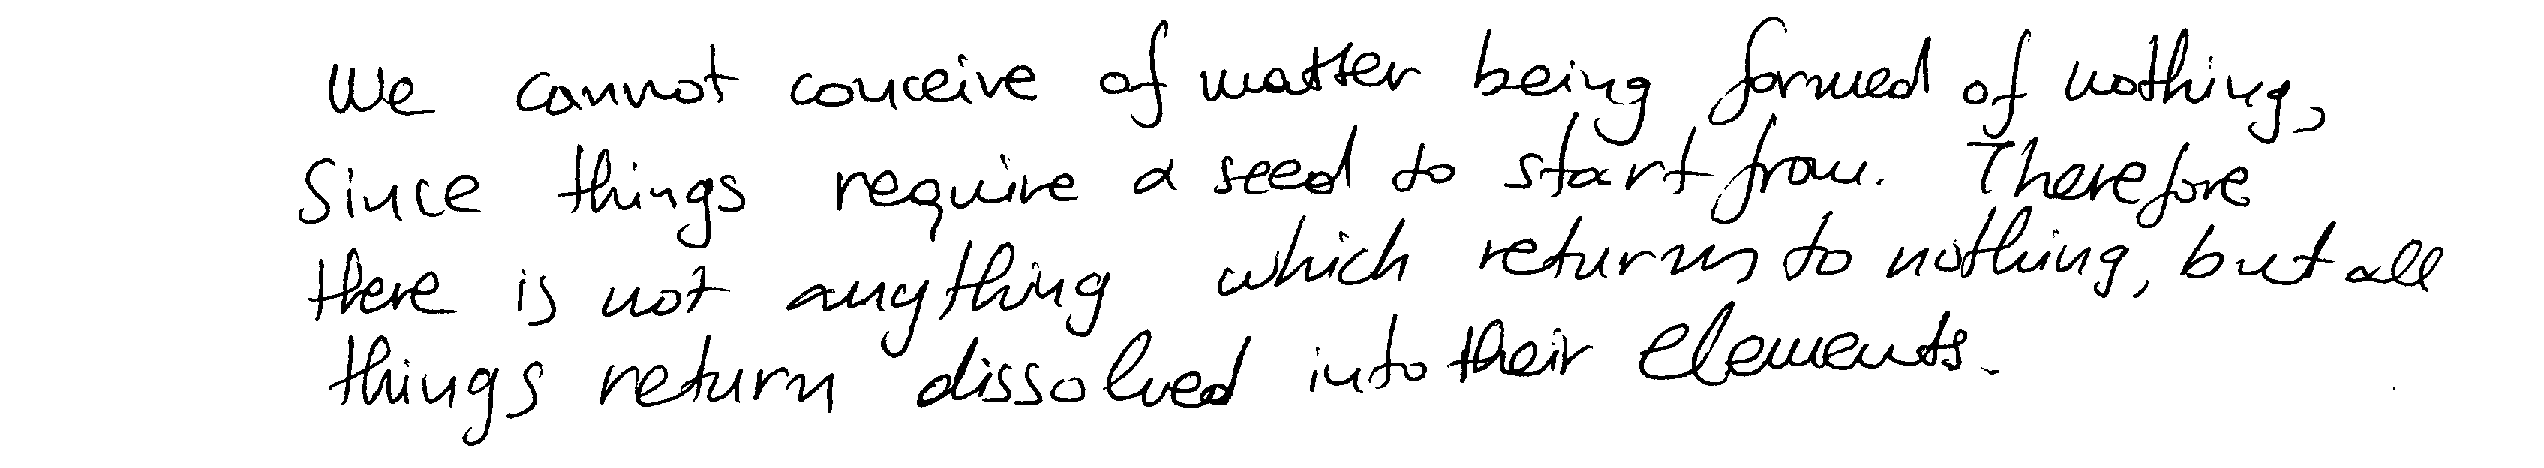 We cannot conceive of matter being formed of nothing,
since things require a seed to start from. Therefore
there is not anything which returns to nothing, but all
things return dissolved into their elements.